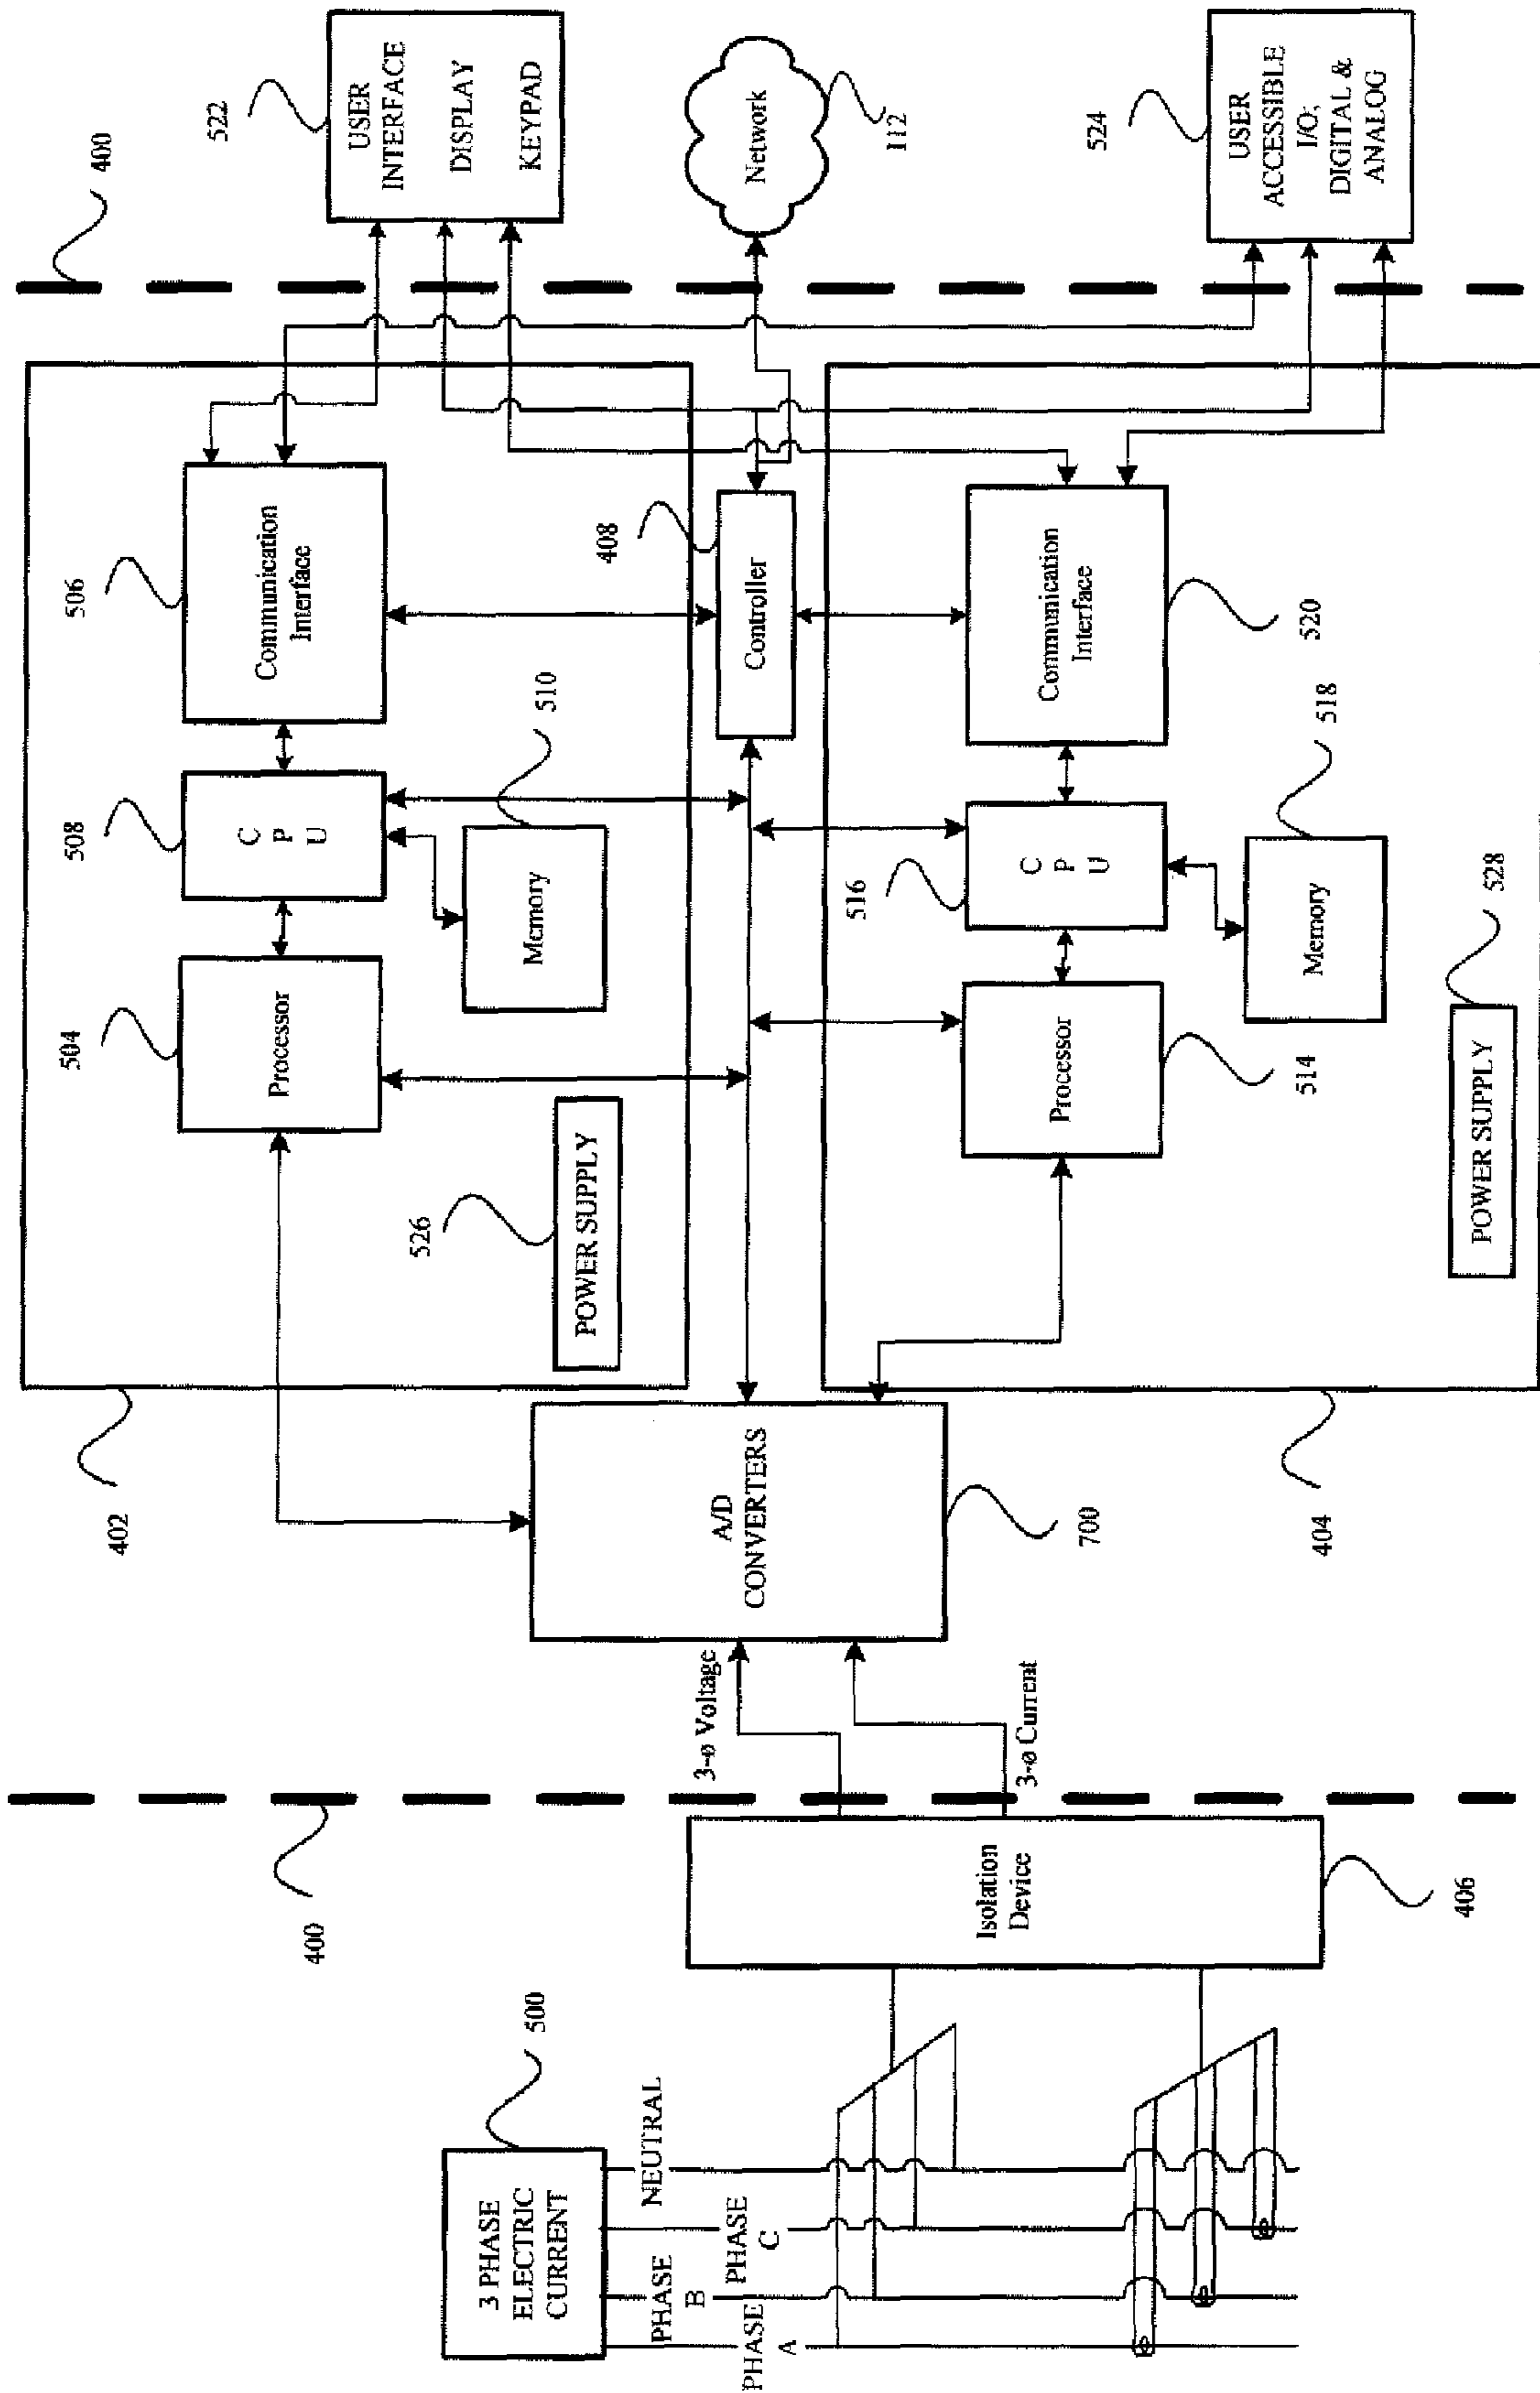 3 PHASE
ELECTRIC
CURRENT
500
NEUTRAL
PHASE
C
PHASE
B
PHASE
A
400
Isolation
Device
406
3-ø Voltage
3-ø Current
A/D
CONVERTERS
700
402
504
Processor
508
C
P
U
506
Communication
Interface
510
Memory
526
POWER SUPPLY
408
Controller
404
516
C
P
U
Processor
514
Communication
Interface
520
518
Memory
528
POWER SUPPLY
400
522
USER
INTERFACE
DISPLAY
KEYPAD
Network
112
524
USER
ACCESSIBLE
I/O;
DIGITAL &
ANALOG